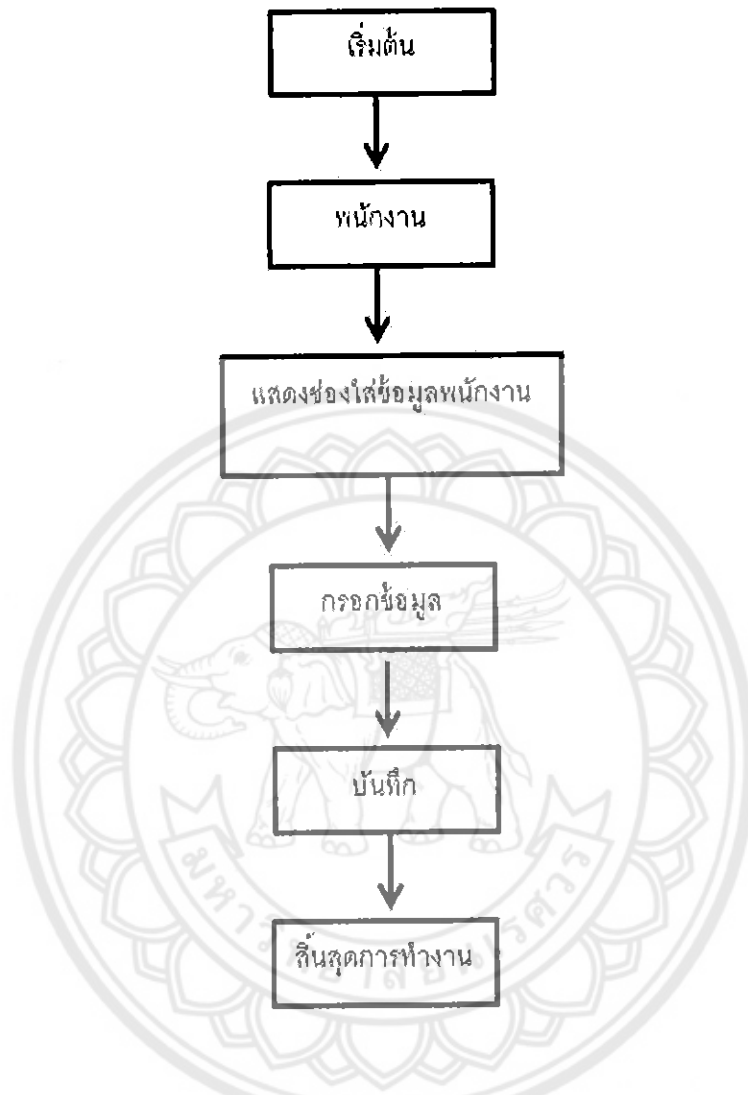 เริ่มต้น
พนักงาน
แสดงช่องใส่ข้อมูลพนักงาน
กรอกข้อมูล
บันทึก
สิ้นสุดการทำงาน